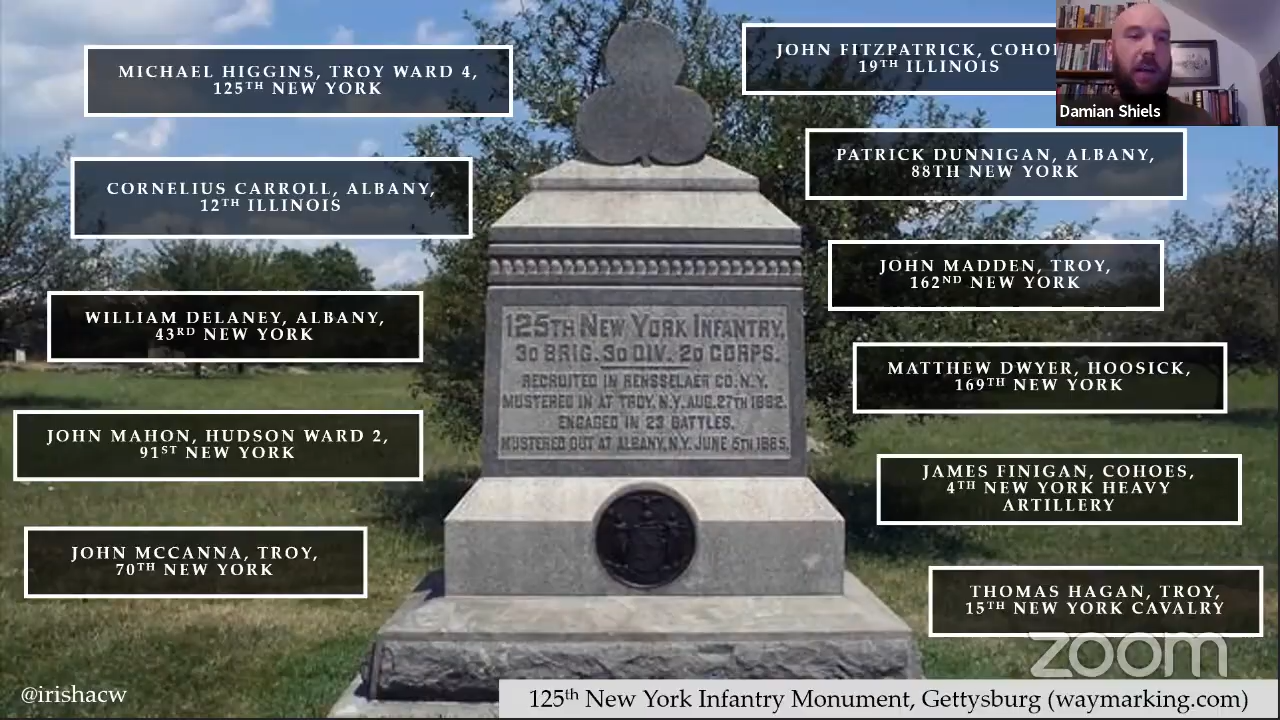 MICHAEL HIGGINS, TROY WARD 4,
125TH NEW YORK
CORNELIUS CARROLL, ALBANY,
12TH ILLINOIS
WILLIAM DELANEY, ALBANY,
43RD NEW YORK
JOHN MAHON, HUDSON WARD 2,
91ST NEW YORK
JOHN MCCANNA, TROY,
70TH NEW YORK
125TH NEW YORK INFANTRY,
3D BRIG. 3D DIV. 2D CORPS.
RECRUITED IN RENSSELAER CO. N.Y.
MUSTERED IN AT TROY, N.Y. AUG. 27TH 1862.
ENGAGED IN 23 BATTLES.
MUSTERED OUT AT ALBANY, N.Y. JUNE 5TH 1865.
JOHN FITZPATRICK,
19TH ILLINOIS
Damian Shiels
PATRICK DUNNIGAN, ALBANY,
88TH NEW YORK
JOHN MADDEN, TROY,
162ND NEW YORK
MATTHEW DWYER, HOOSICK,
169TH NEW YORK
JAMES FINIGAN, COHOES,
4TH NEW YORK HEAVY
ARTILLERY
THOMAS HAGAN, TROY,
15TH NEW YORK CAVALRY
zoom
@irishacw
125th New York Infantry Monument, Gettysburg (waymarking.com)